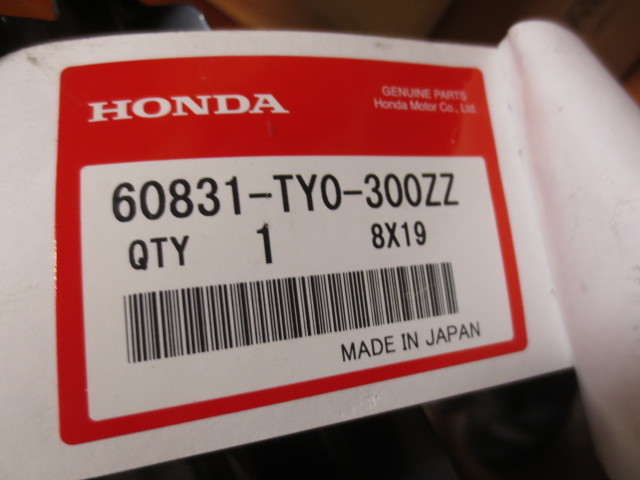 HONDA
GENUINE PARTS
Honda Motor Co., Ltd.
60831-TY0-300ZZ
QTY 1 8X19
MADE IN JAPAN